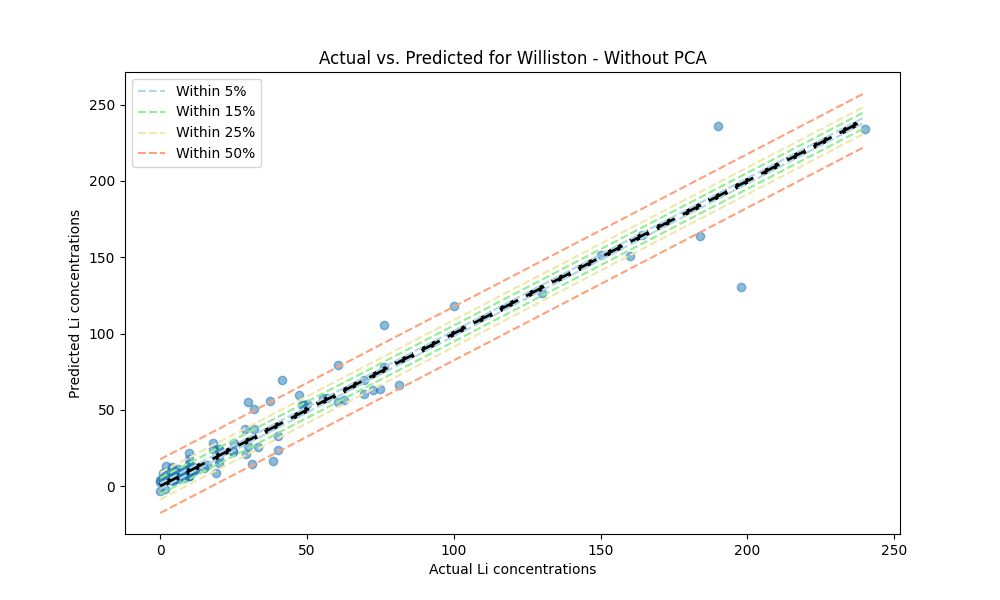 Actual vs. Predicted for Williston - Without PCA
Within 5%
Within 15%
Within 25%
Within 50%
250
200
150
100
50
0
Predicted Li concentrations
0 50 100 150 200 250
Actual Li concentrations